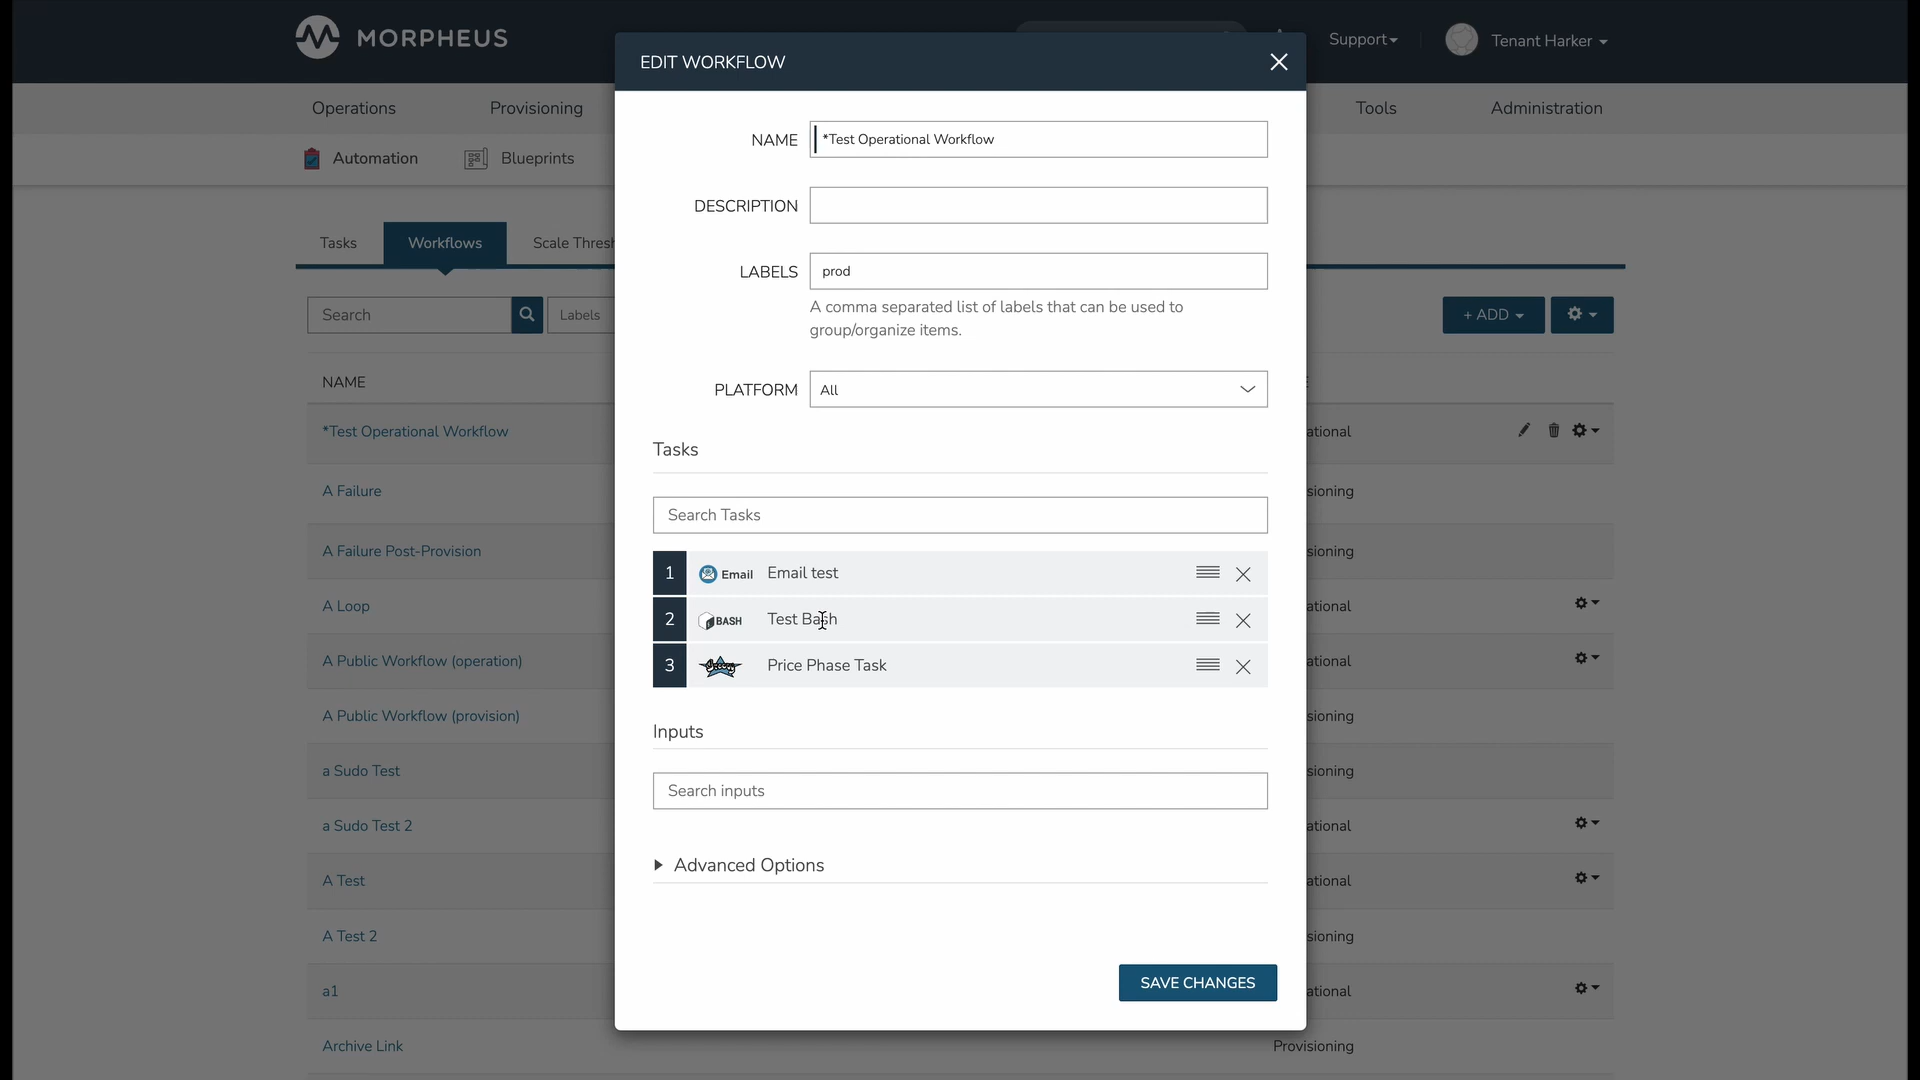 MORPHEUS
Support
Tenant Harker
EDIT WORKFLOW
Operations
Provisioning
Tools
Administration
Automation
Blueprints
Tasks
Workflows
Scale Thresh
Search
Labels
+ ADD
NAME
*Test Operational Workflow
A Failure
A Failure Post-Provision
A Loop
A Public Workflow (operation)
A Public Workflow (provision)
a Sudo Test
a Sudo Test 2
A Test
A Test 2
a1
Archive Link
NAME *Test Operational Workflow
DESCRIPTION
LABELS prod
A comma separated list of labels that can be used to
group/organize items.
PLATFORM All
Tasks
Search Tasks
1 Email Email test
2 BASH Test Bash
3 Price Phase Task
Inputs
Search inputs
Advanced Options
SAVE CHANGES
ational
sioning
sioning
ational
ational
sioning
sioning
ational
ational
sioning
ational
Provisioning